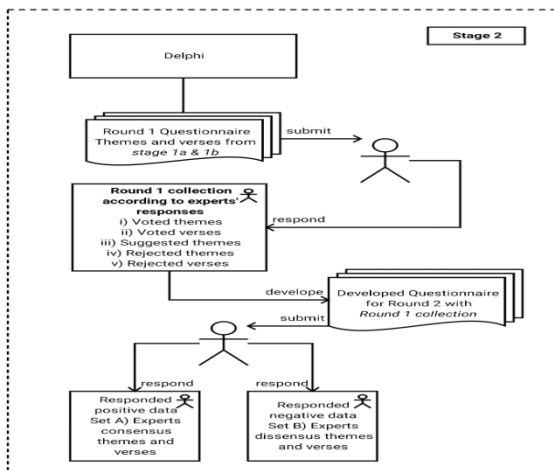 Stage 2
Delphi
Round 1 Questionnaire
Themes and verses from
stage 1a & 1b
submit
Round 1 collection
according to experts'
responses
i) Voted themes
ii) Voted verses
iii) Suggested themes
iv) Rejected themes
v) Rejected verses
respond
develope
Developed Questionnaire
for Round 2 with
Round 1 collection
submit
respond
respond
Responded
positive data
Set A) Experts
consensus
themes and
verses
Responded
negative data
Set B) Experts
dissensus themes
and verses